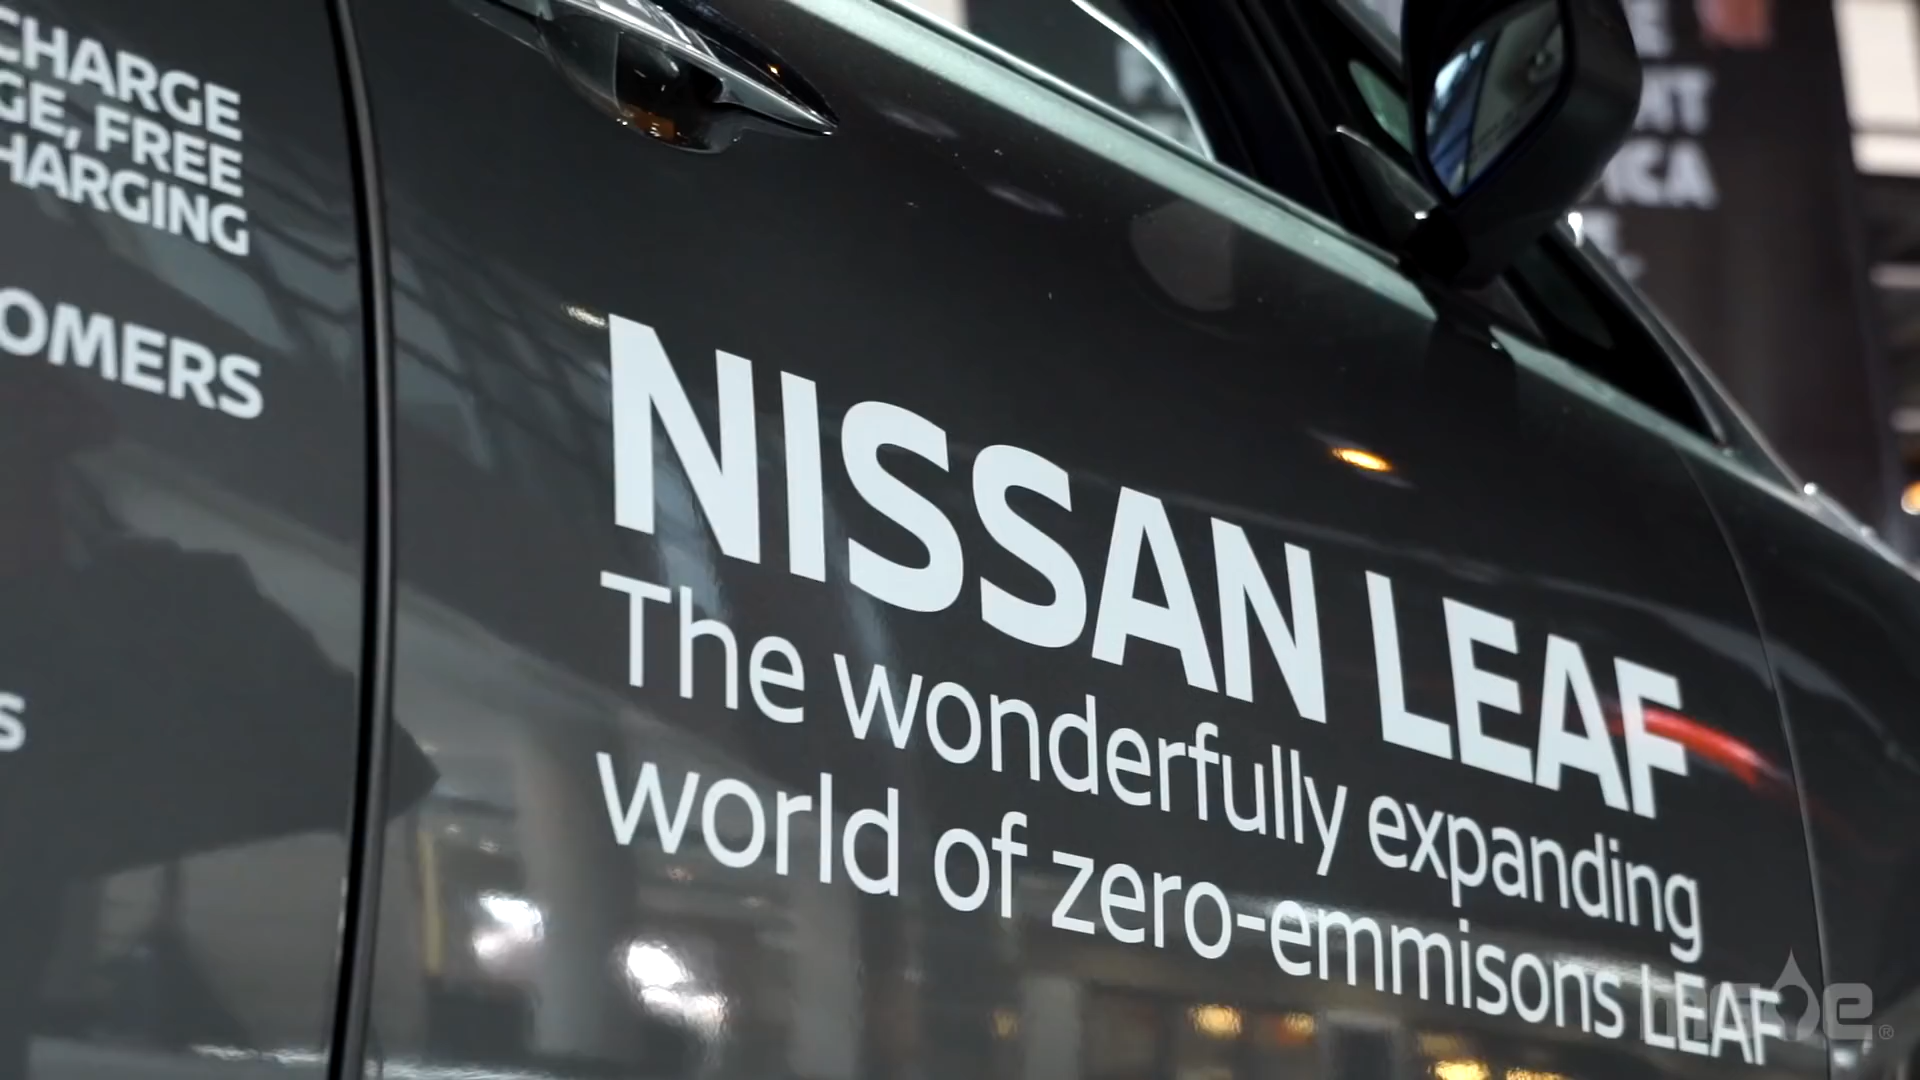 CHARGE
GE, FREE
HARGING
OMERS
S
NISSAN LEAF
The wonderfully expanding
world of zero-emmisons LEAF